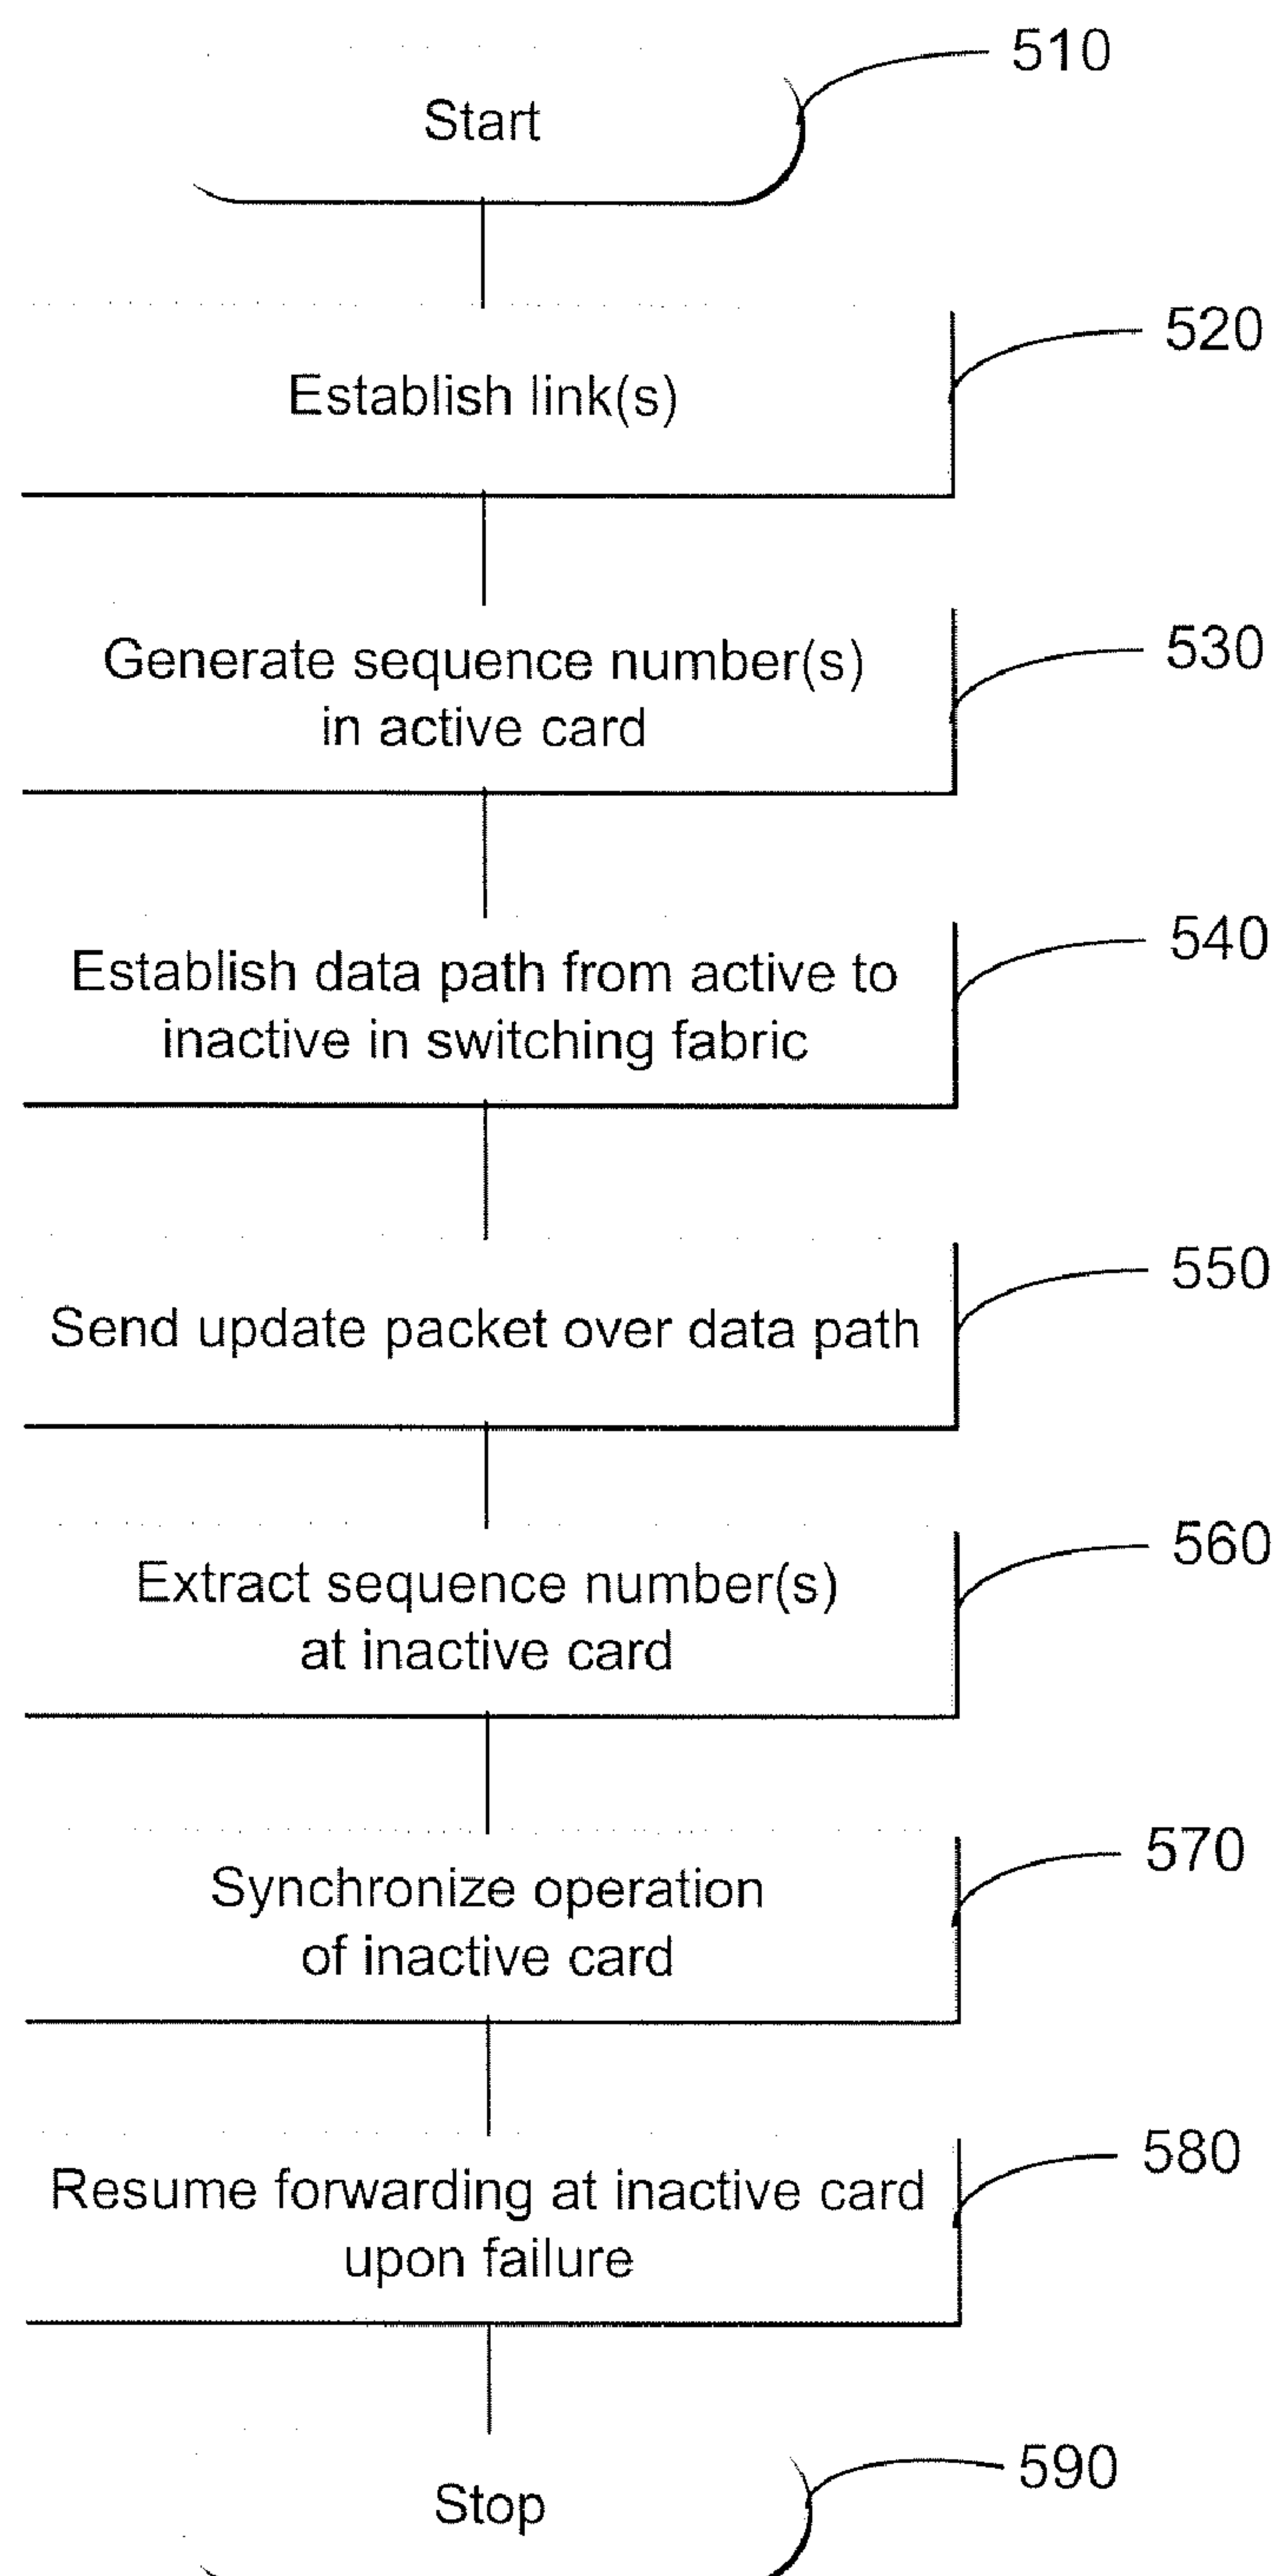 510
Start
520
Establish link(s)
530
Generate sequence number(s)
in active card
540
Establish data path from active to
inactive in switching fabric
550
Send update packet over data path
560
Extract sequence number(s)
at inactive card
570
Synchronize operation
of inactive card
580
Resume forwarding at inactive card
upon failure
590
Stop